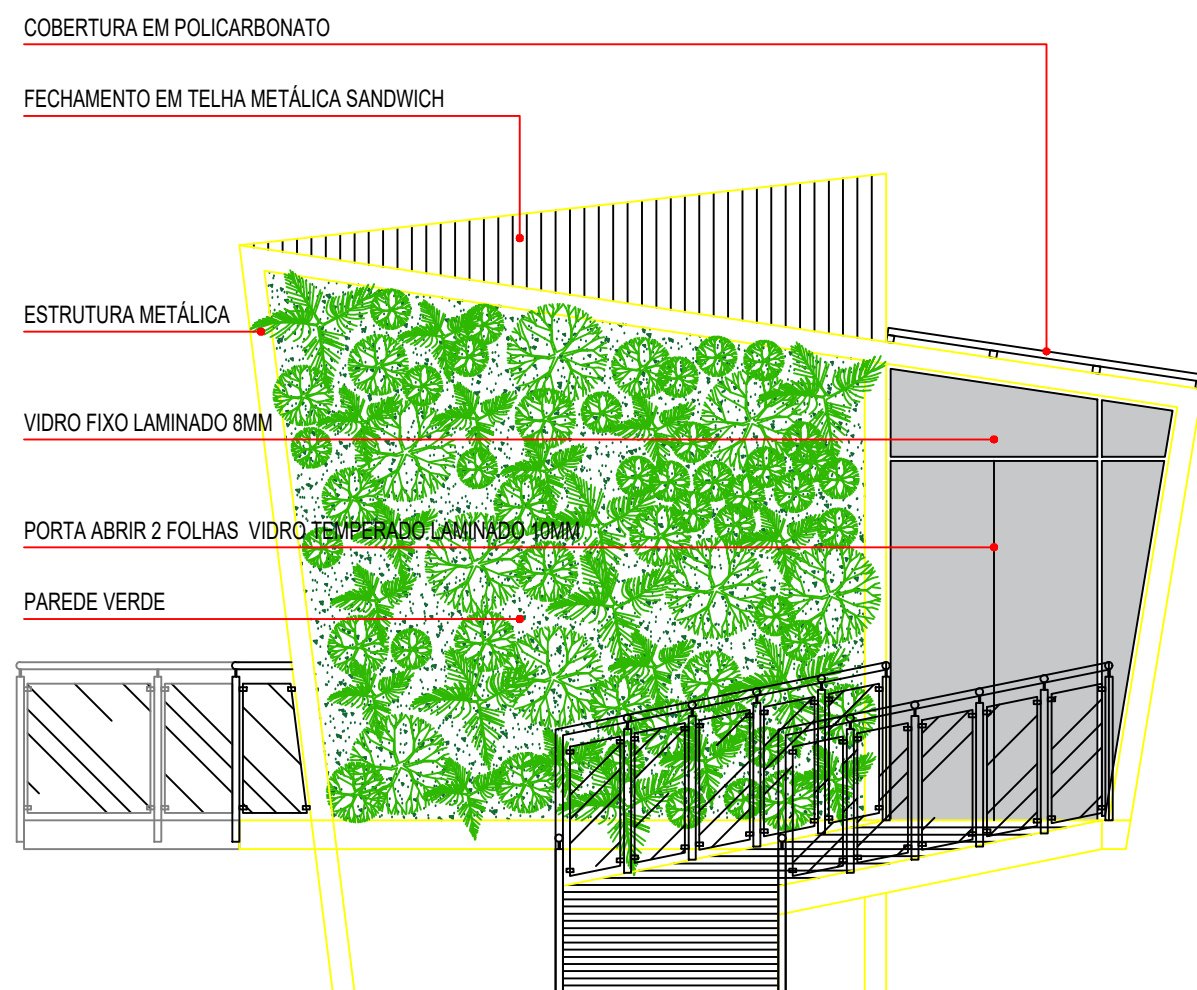 COBERTURA EM POLICARBONATO
FECHAMENTO EM TELHA METÁLICA SANDWICH
ESTRUTURA METÁLICA
VIDRO FIXO LAMINADO 8MM
PORTA ABRIR 2 FOLHAS  VIDRO TEMPERADO LAMINADO 10MM
PAREDE VERDE